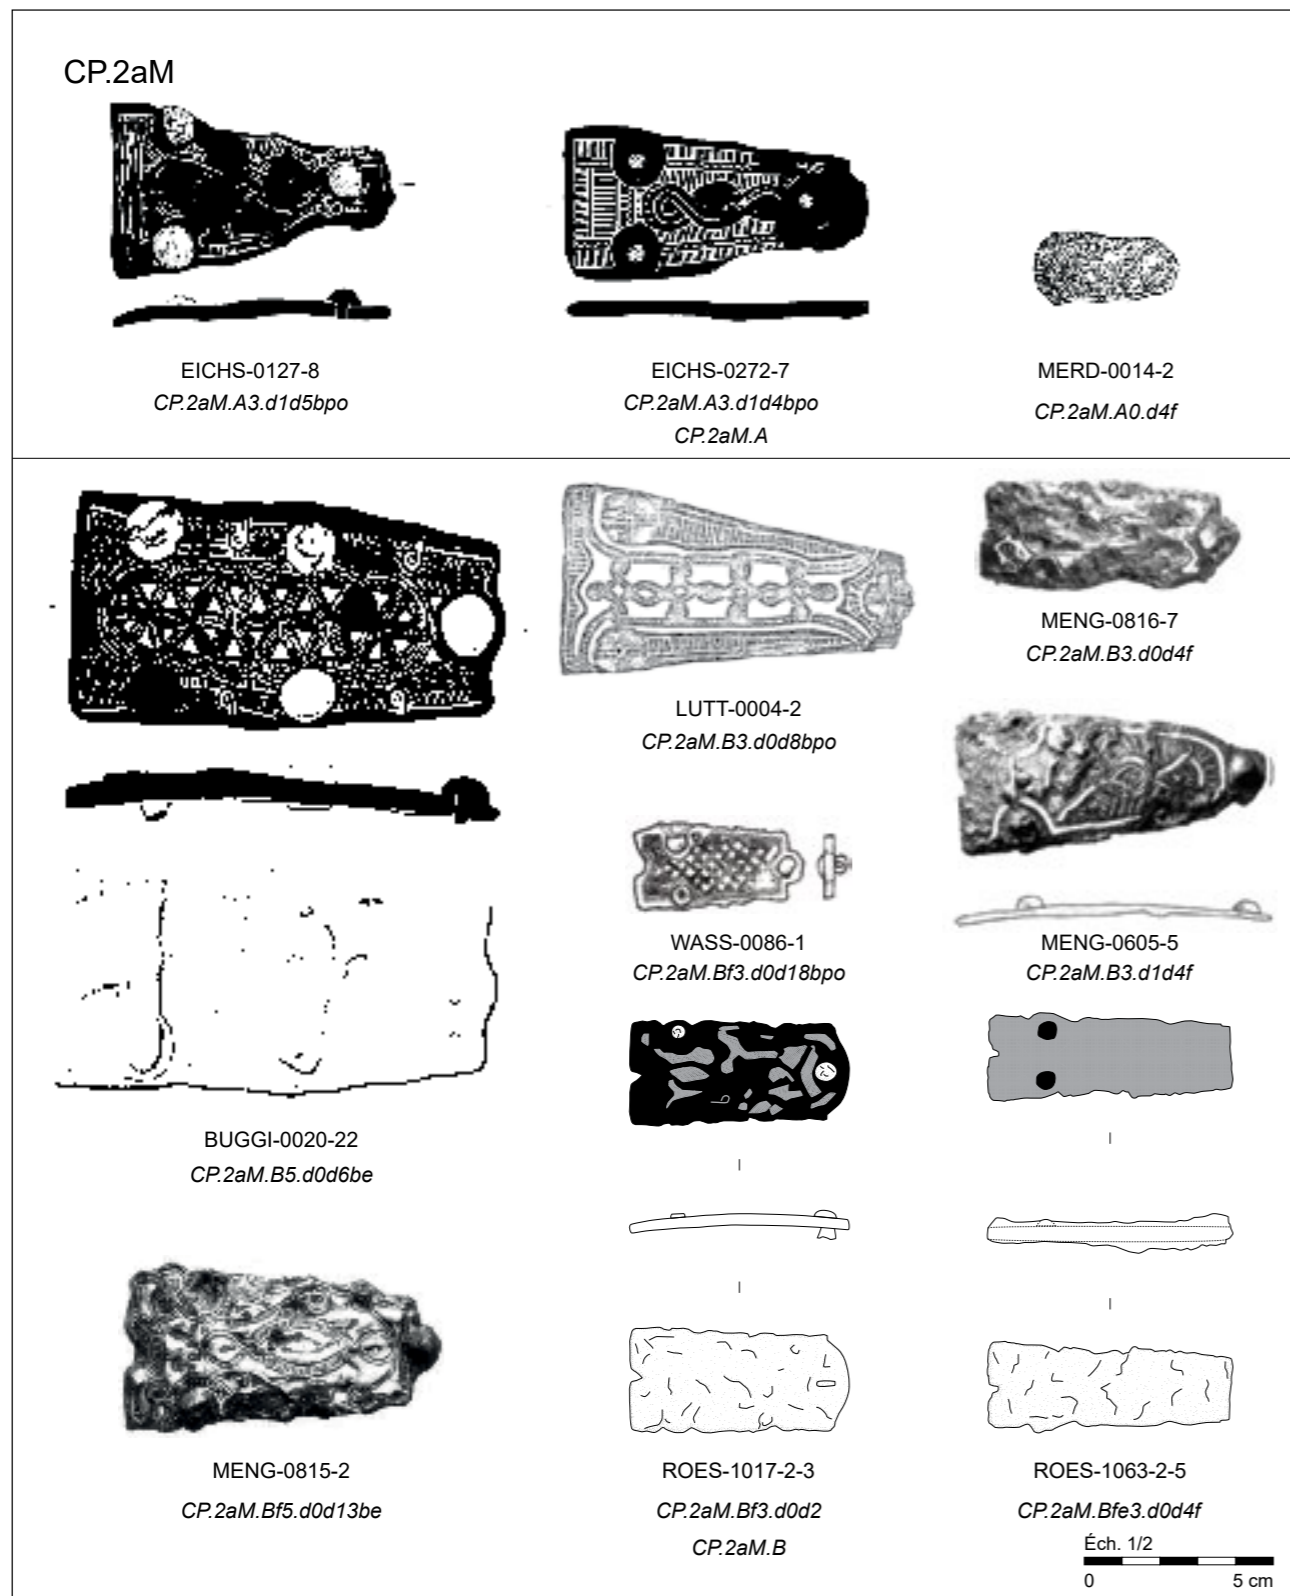 CP.2aM
EICHS-0127-8
CP.2aM.A3.d1d5bpo
EICHS-0272-7
CP.2aM.A3.d1d4bpo
CP.2aM.A
MERD-0014-2
CP.2aM.A0.d4f
BUGGI-0020-22
CP.2aM.B5.d0d6be
LUTT-0004-2
CP.2aM.B3.d0d8bpo
MENG-0816-7
CP.2aM.B3.d0d4f
WASS-0086-1
CP.2aM.Bf3.d0d18bpo
MENG-0605-5
CP.2aM.B3.d1d4f
MENG-0815-2
CP.2aM.Bf5.d0d13be
ROES-1017-2-3
CP.2aM.Bf3.d0d2
CP.2aM.B
ROES-1063-2-5
CP.2aM.Bfe3.d0d4f
Éch. 1/2
0 5 cm